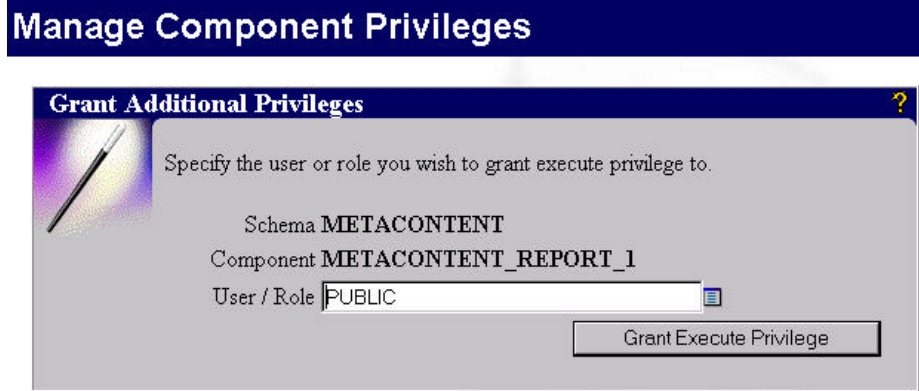 Manage Component Privileges
Grant Additional Privileges ?
Specify the user or role you wish to grant execute privilege to.
Schema METACONTENT
Component METACONTENT_REPORT_1
User / Role PUBLIC
Grant Execute Privilege